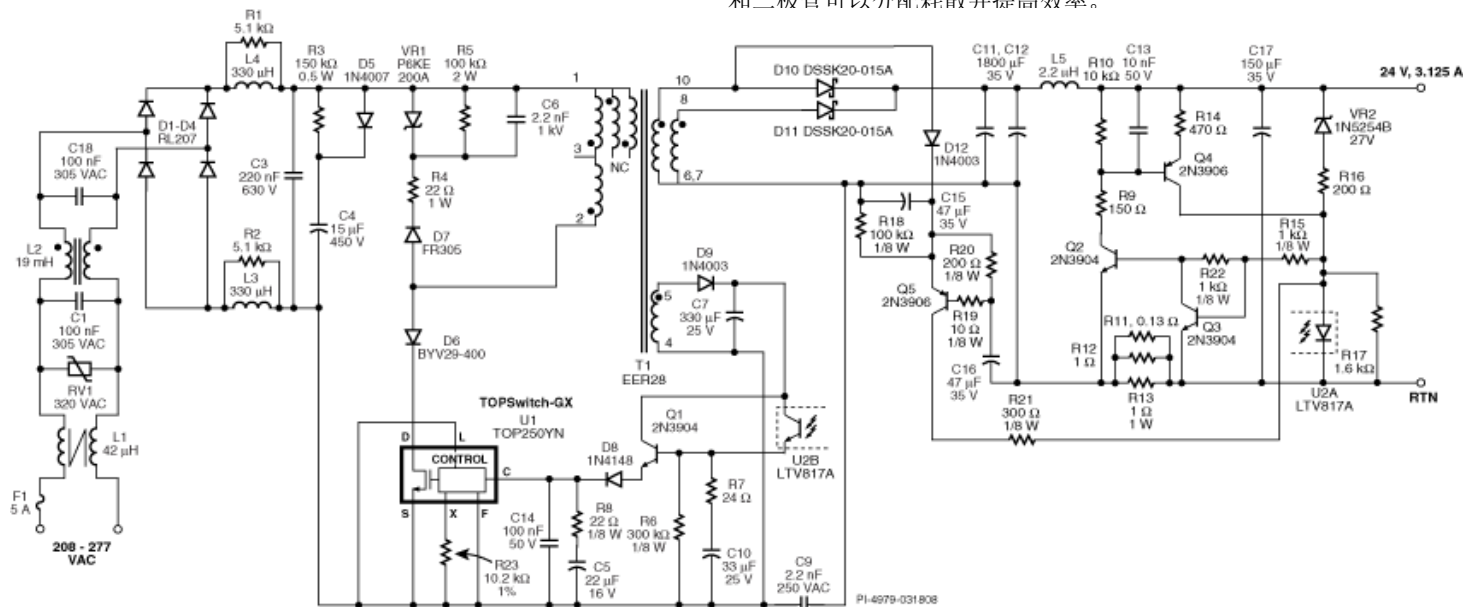 和二极管可以分配耗散并提高效率。
R1
5.1 kΩ
L4
330 μH
R3
150 kΩ
0.5 W
D5
1N4007
VR1
P6KE
200A
R5
100 kΩ
2 W
C6
2.2 nF
1 kV
1
3
2
NC
10
8
6,7
D10 DSSK20-015A
D11 DSSK20-015A
C11, C12
1800 μF
35 V
L5
2.2 μH
R10
10 kΩ
C13
10 nF
50 V
C17
150 μF
35 V
24 V, 3.125 A
D1-D4
RL207
C18
100 nF
305 VAC
C3
220 nF
630 V
R4
22 Ω
1 W
D7
FR305
D12
1N4003
R14
470 Ω
Q4
2N3906
VR2
1N5254B
27V
R16
200 Ω
C4
15 μF
450 V
R2
5.1 kΩ
L3
330 μH
L2
19 mH
C1
100 nF
305 VAC
RV1
320 VAC
L1
42 μH
F1
5 A
208 - 277
VAC
D6
BYV29-400
D9
1N4003
5
4
C7
330 μF
25 V
T1
EER28
R18
100 kΩ
1/8 W
C15
47 μF
35 V
R20
200 Ω
1/8 W
Q5
2N3906
R19
10 Ω
1/8 W
C16
47 μF
35 V
R21
300 Ω
1/8 W
R9
150 Ω
Q2
2N3904
R15
1 kΩ
1/8 W
R22
1 kΩ
1/8 W
Q3
2N3904
R11, 0.13 Ω
R12
1 Ω
R13
1 Ω
1 W
R17
1.6 kΩ
U2A
LTV817A
RTN
TOPSwitch-GX
U1
TOP250YN
D
L
CONTROL
C
S
X
F
R23
10.2 kΩ
1%
C14
100 nF
50 V
D8
1N4148
R8
22 Ω
1/8 W
C5
22 μF
16 V
Q1
2N3904
R6
300 kΩ
1/8 W
R7
24 Ω
C10
33 μF
25 V
U2B
LTV817A
C9
2.2 nF
250 VAC
PI-4979-031808